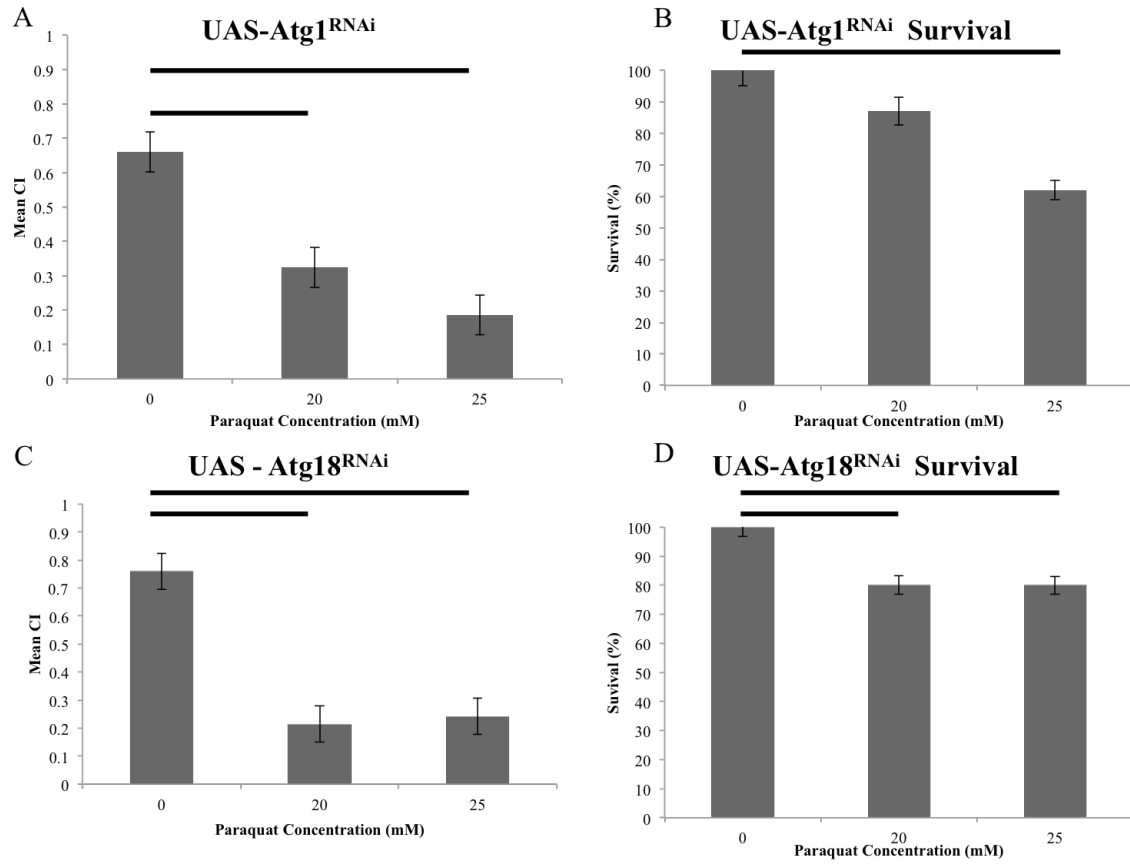 A
UAS-Atg1RNAi
1
0.9
0.8
0.7
0.6
0.5
0.4
0.3
0.2
0.1
0
Mean CI
0 20 25
Paraquat Concentration (mM)
B
UAS-Atg1RNAi Survival
100
90
80
70
60
50
40
30
20
10
0
Survival (%)
0 20 25
Paraquat Concentration (mM)
C
UAS - Atg18RNAi
1
0.9
0.8
0.7
0.6
0.5
0.4
0.3
0.2
0.1
0
Mean CI
0 20 25
Paraquat Concentration (mM)
D
UAS-Atg18RNAi Survival
100
90
80
70
60
50
40
30
20
10
0
Suvival (%)
0 20 25
Paraquat Concentration (mM)